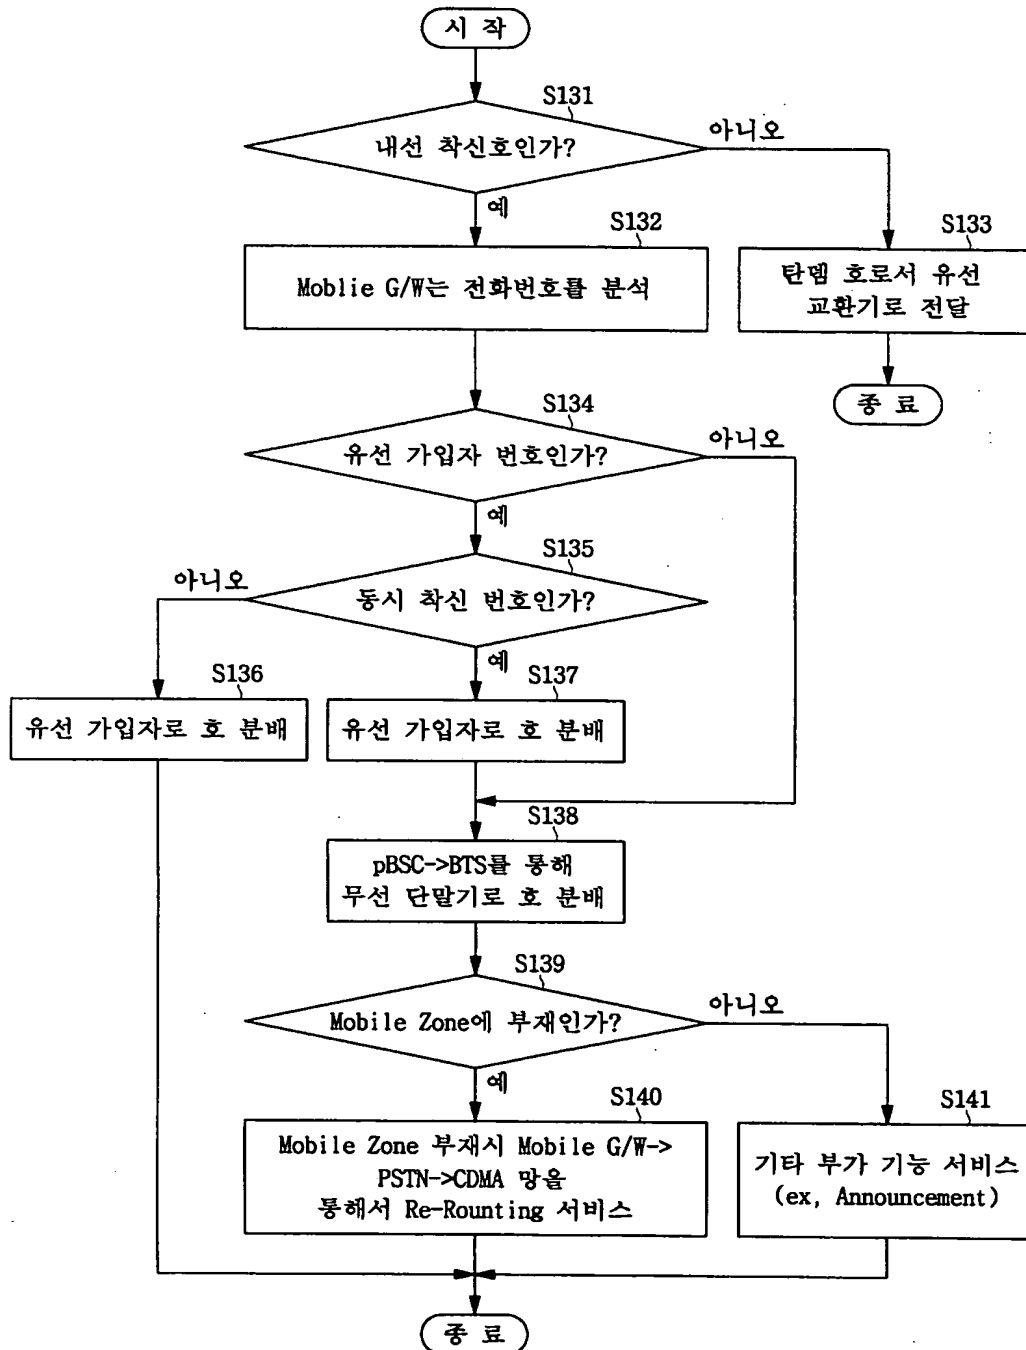 시 작
S131
내선 착신호인가?
아니오
예
S132
Moblie G/W는 전화번호를 분석
S133
탄뎀 호로서 유선
교환기로 전달
종 료
S134
유선 가입자 번호인가?
아니오
예
S135
동시 착신 번호인가?
아니오
예
S136
유선 가입자로 호 분배
S137
유선 가입자로 호 분배
S138
pBSC->BTS를 통해
무선 단말기로 호 분배
S139
Mobile Zone에 부재인가?
아니오
예
S140
Mobile Zone 부재시 Mobile G/W->
PSTN->CDMA 망을
통해서 Re-Rounting 서비스
S141
기타 부가 기능 서비스
(ex, Announcement)
종 료